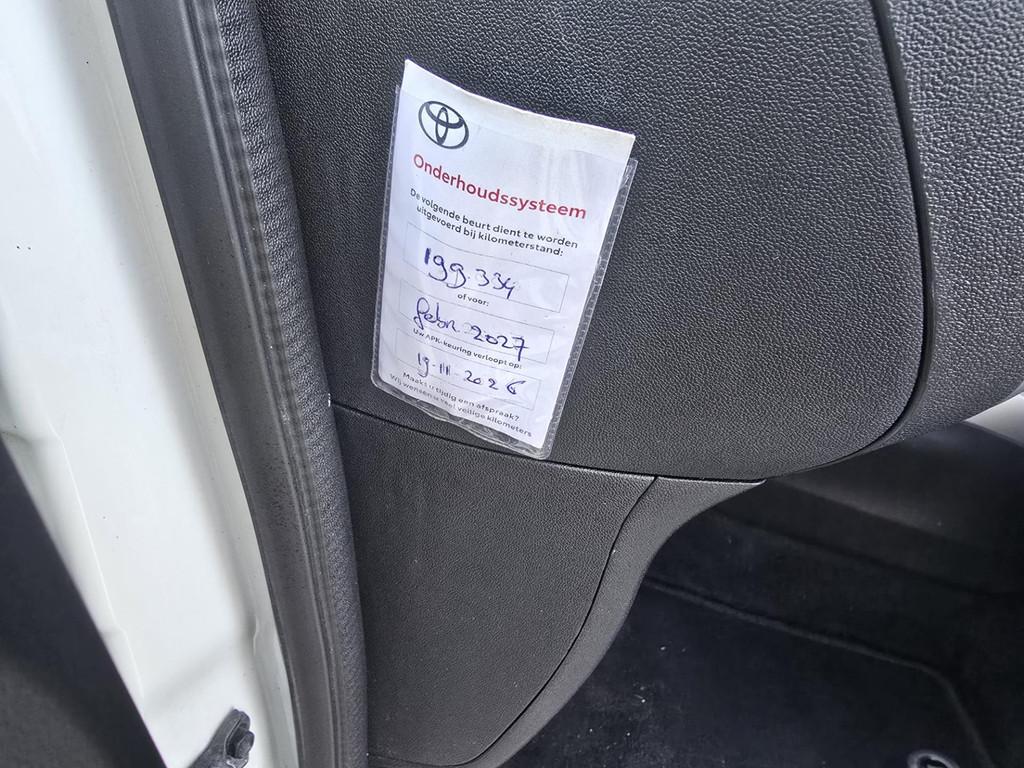 Onderhoudssysteem
De volgende beurt dient te worden
uitgevoerd bij kilometerstand:
199.334
of voor:
febr. 2027
Uw APK-keuring verloopt op:
19-11-2026
Maakt u tijdig een afspraak?
Wij wensen u veel veilige kilometers